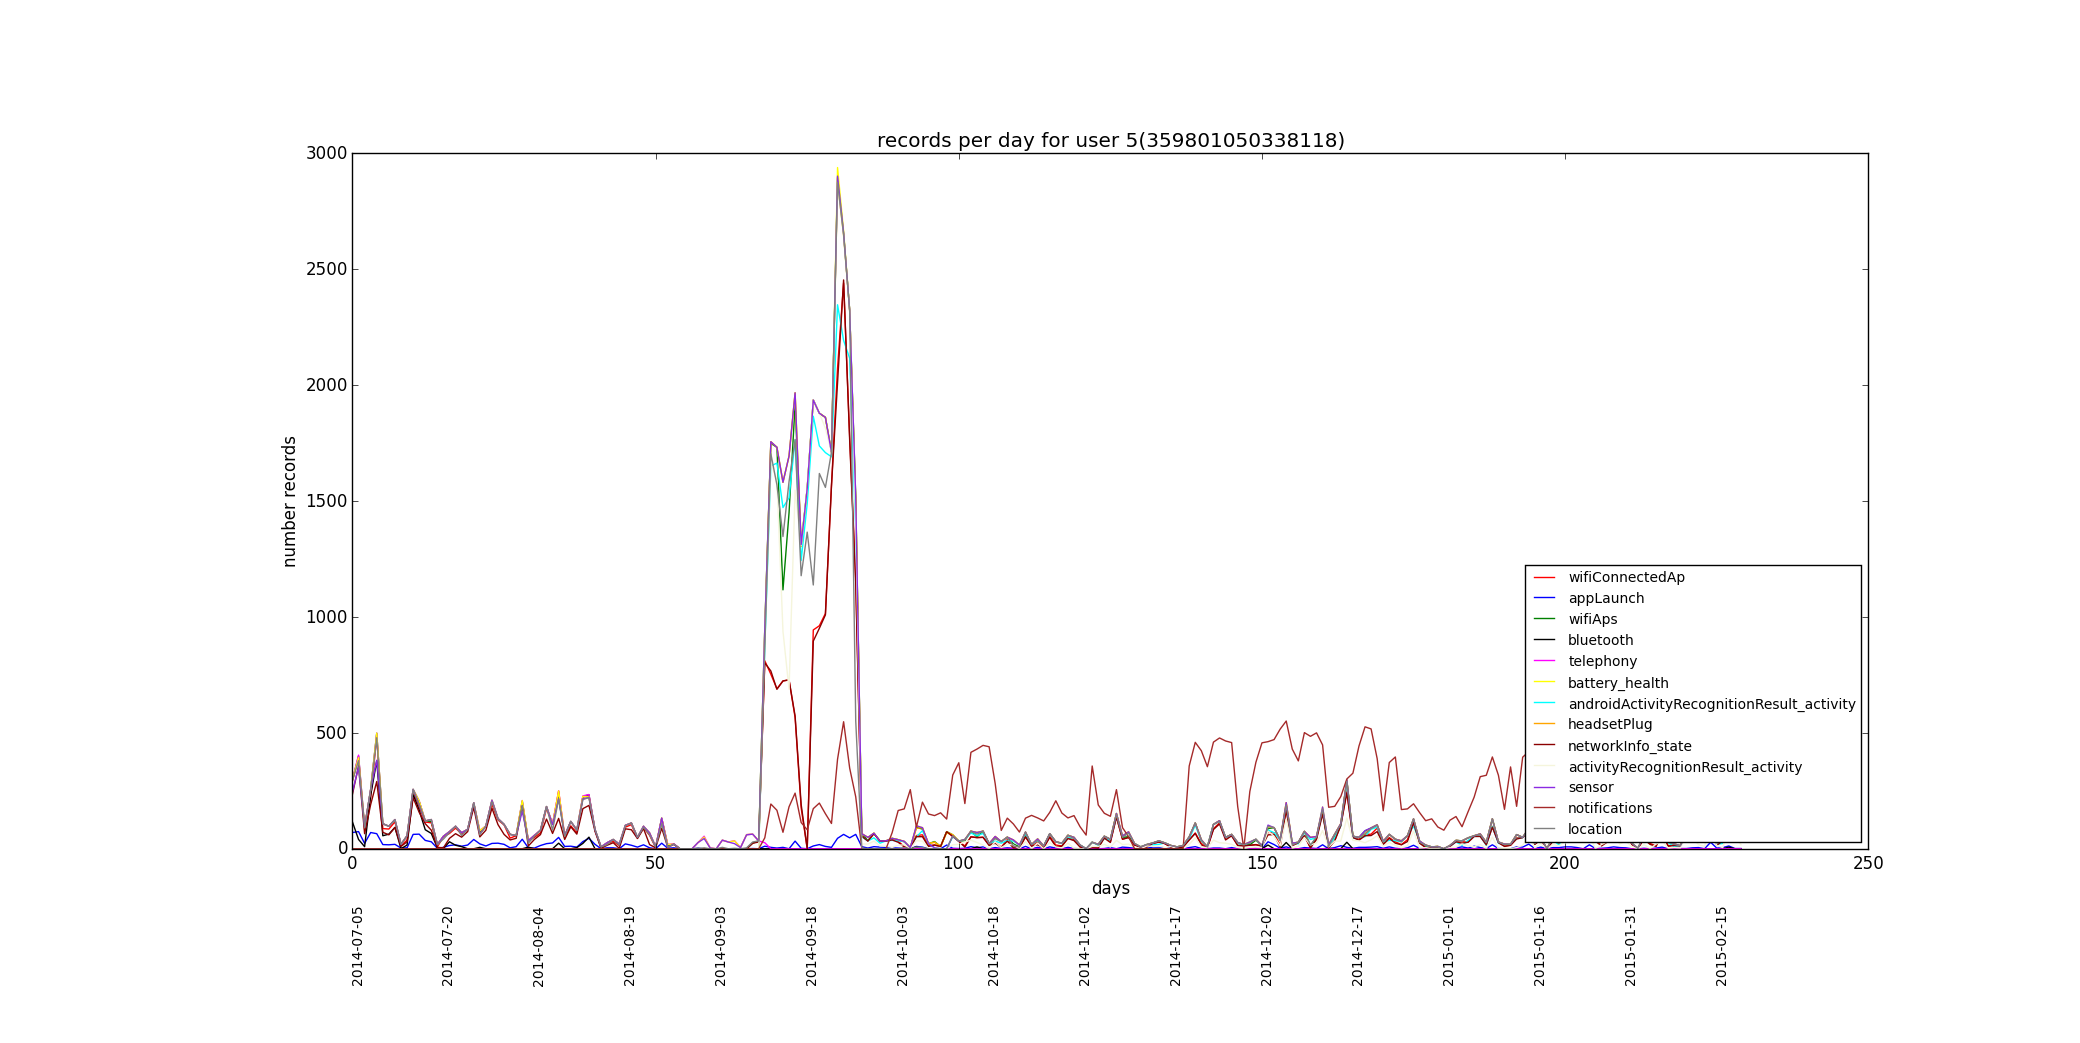 records per day for user 5(359801050338118)
3000
2500
2000
1500
1000
500
0
number records
0 50 100 150 200 250
days
2014-07-05 2014-07-20 2014-08-04 2014-08-19 2014-09-03 2014-09-18 2014-10-03 2014-10-18 2014-11-02 2014-11-17 2014-12-02 2014-12-17 2015-01-01 2015-01-16 2015-01-31 2015-02-15
wifiConnectedAp
appLaunch
wifiAps
bluetooth
telephony
battery_health
androidActivityRecognitionResult_activity
headsetPlug
networkInfo_state
activityRecognitionResult_activity
sensor
notifications
location